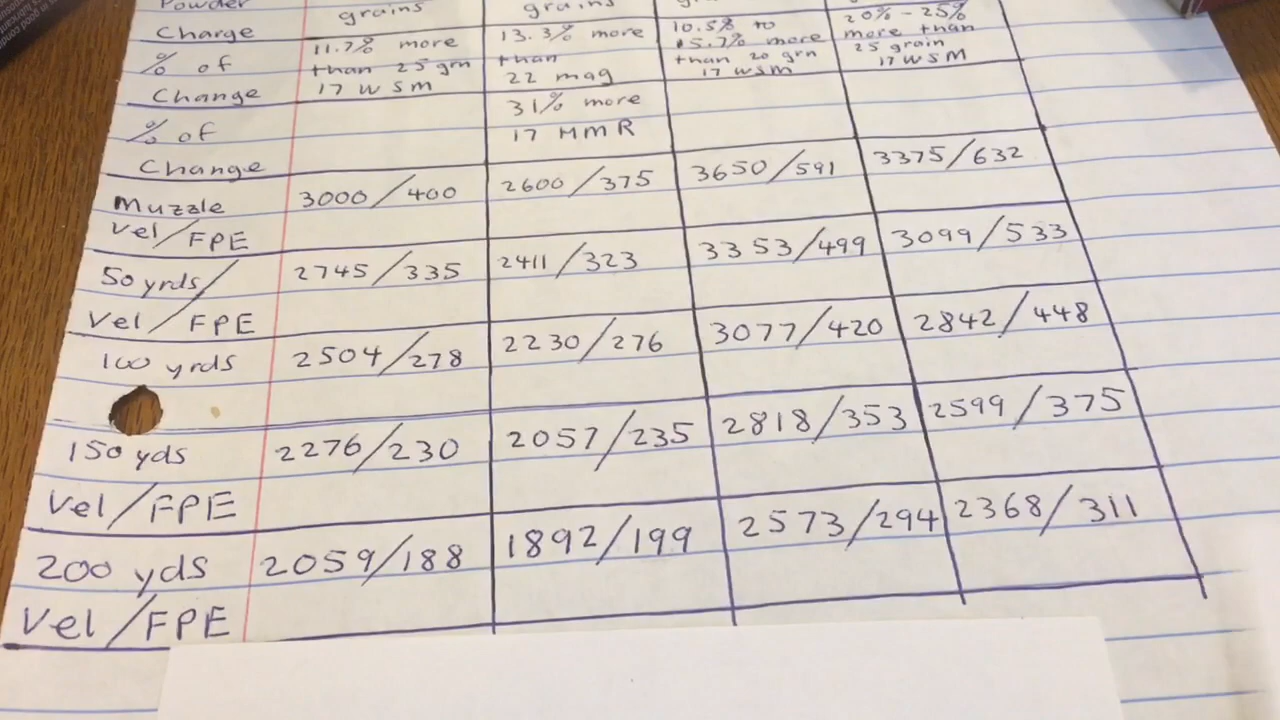 Powder
Charge
grains
grains
% of
Change
11.7% more
than 25 grn
17 WSM
13.3% more
than
22 mag
10.5% to
15.7% more
than 20 grn
17 WSM
20% - 25%
more than
25 grain
17 WSM
% of
Change
31% more
17 HMR
Muzzle
Vel/FPE
3000/400
2600/375
3650/591
3375/632
50 yrds/
Vel/FPE
2745/335
2411/323
3353/499
3099/533
100 yrds
2504/278
2230/276
3077/420
2842/448
150 yds
Vel/FPE
2276/230
2057/235
2818/353
2599/375
200 yds
Vel/FPE
2059/188
1892/199
2573/294
2368/311